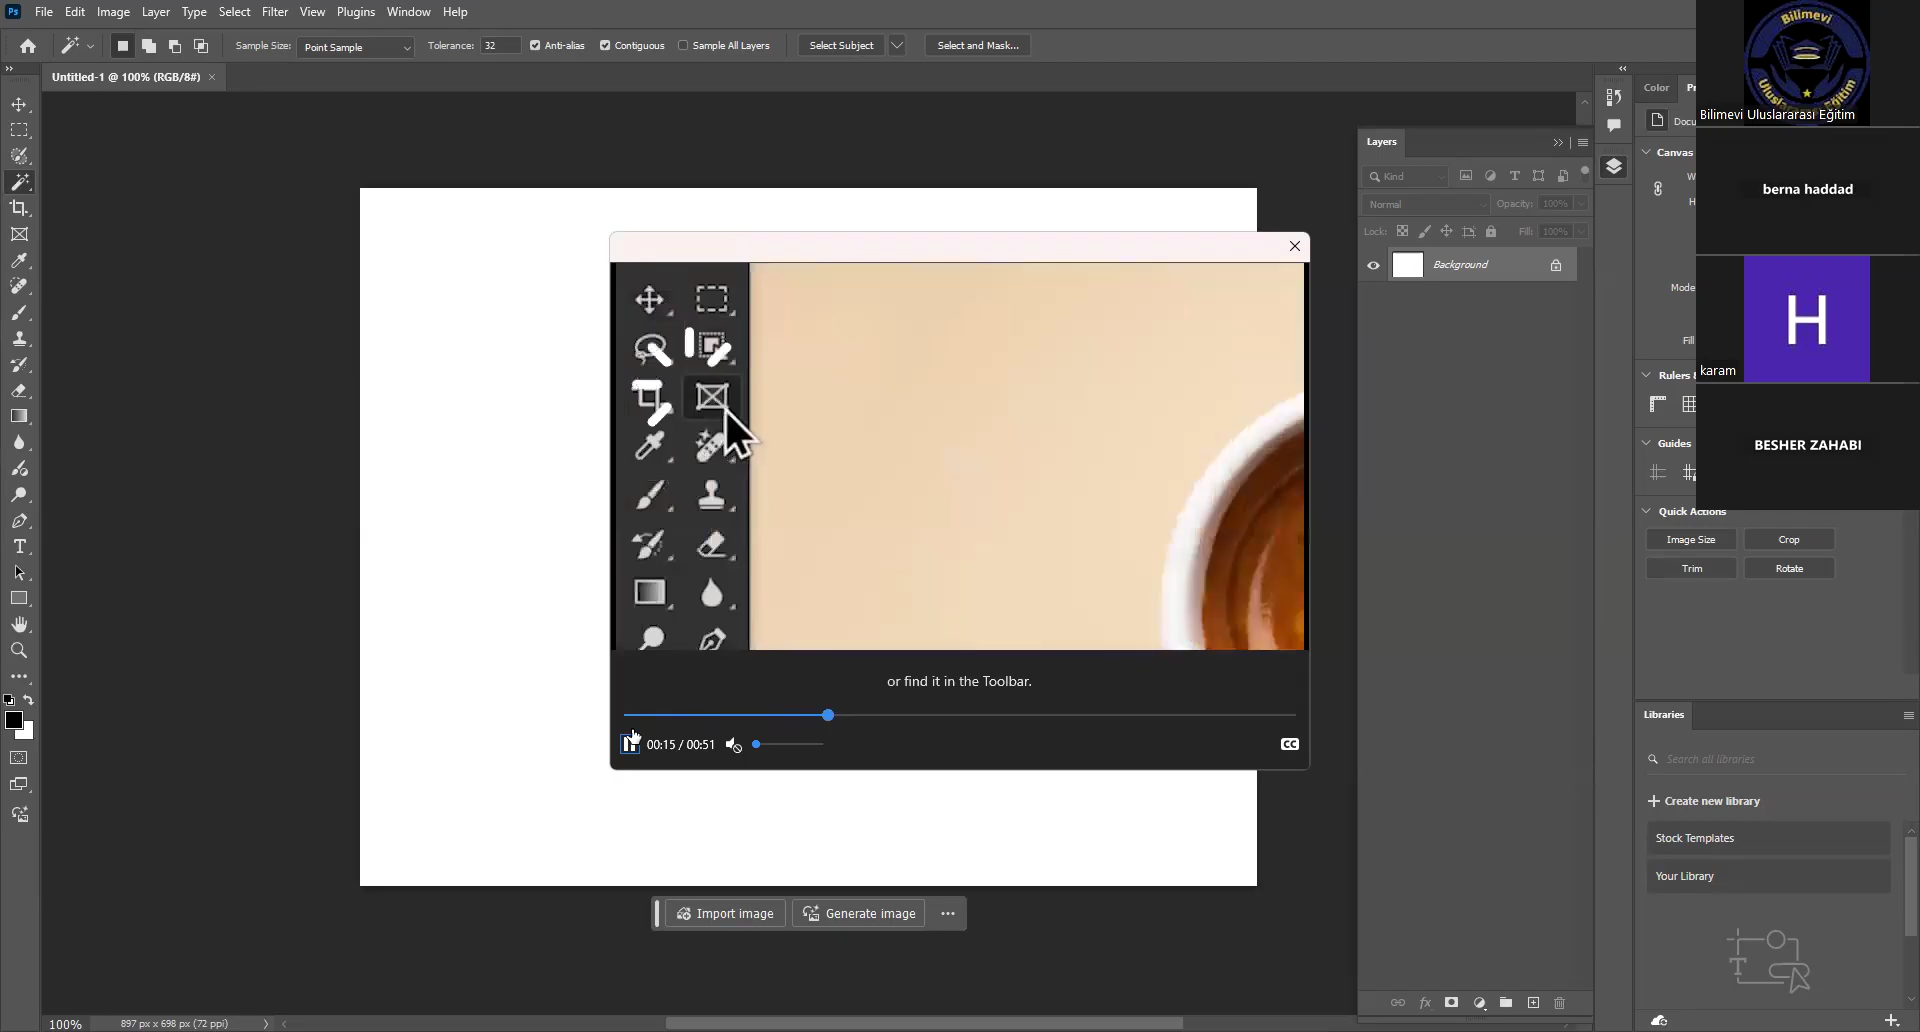 Ps File Edit Image Layer Type Select Filter View Plugins Window Help
Sample Size: Point Sample Tolerance: 32 Anti-alias Contiguous Sample All Layers Select Subject Select and Mask...
Untitled-1 @ 100% (RGB/8#)
Bilimevi
Uluslararası Eğitim
Bilimevi Uluslararası Eğitim
berna haddad
H
karam
BESHER ZAHABI
Layers
Kind
Normal Opacity: 100%
Lock: Fill: 100%
Background
Color
Canvas
Mode
Fill
Rulers
Guides
Quick Actions
Image Size Crop
Trim Rotate
or find it in the Toolbar.
00:15 / 00:51 CC
Import image Generate image
Libraries
Search all libraries
Create new library
Stock Templates
Your Library
fx
100% 897 px x 698 px (72 ppi)